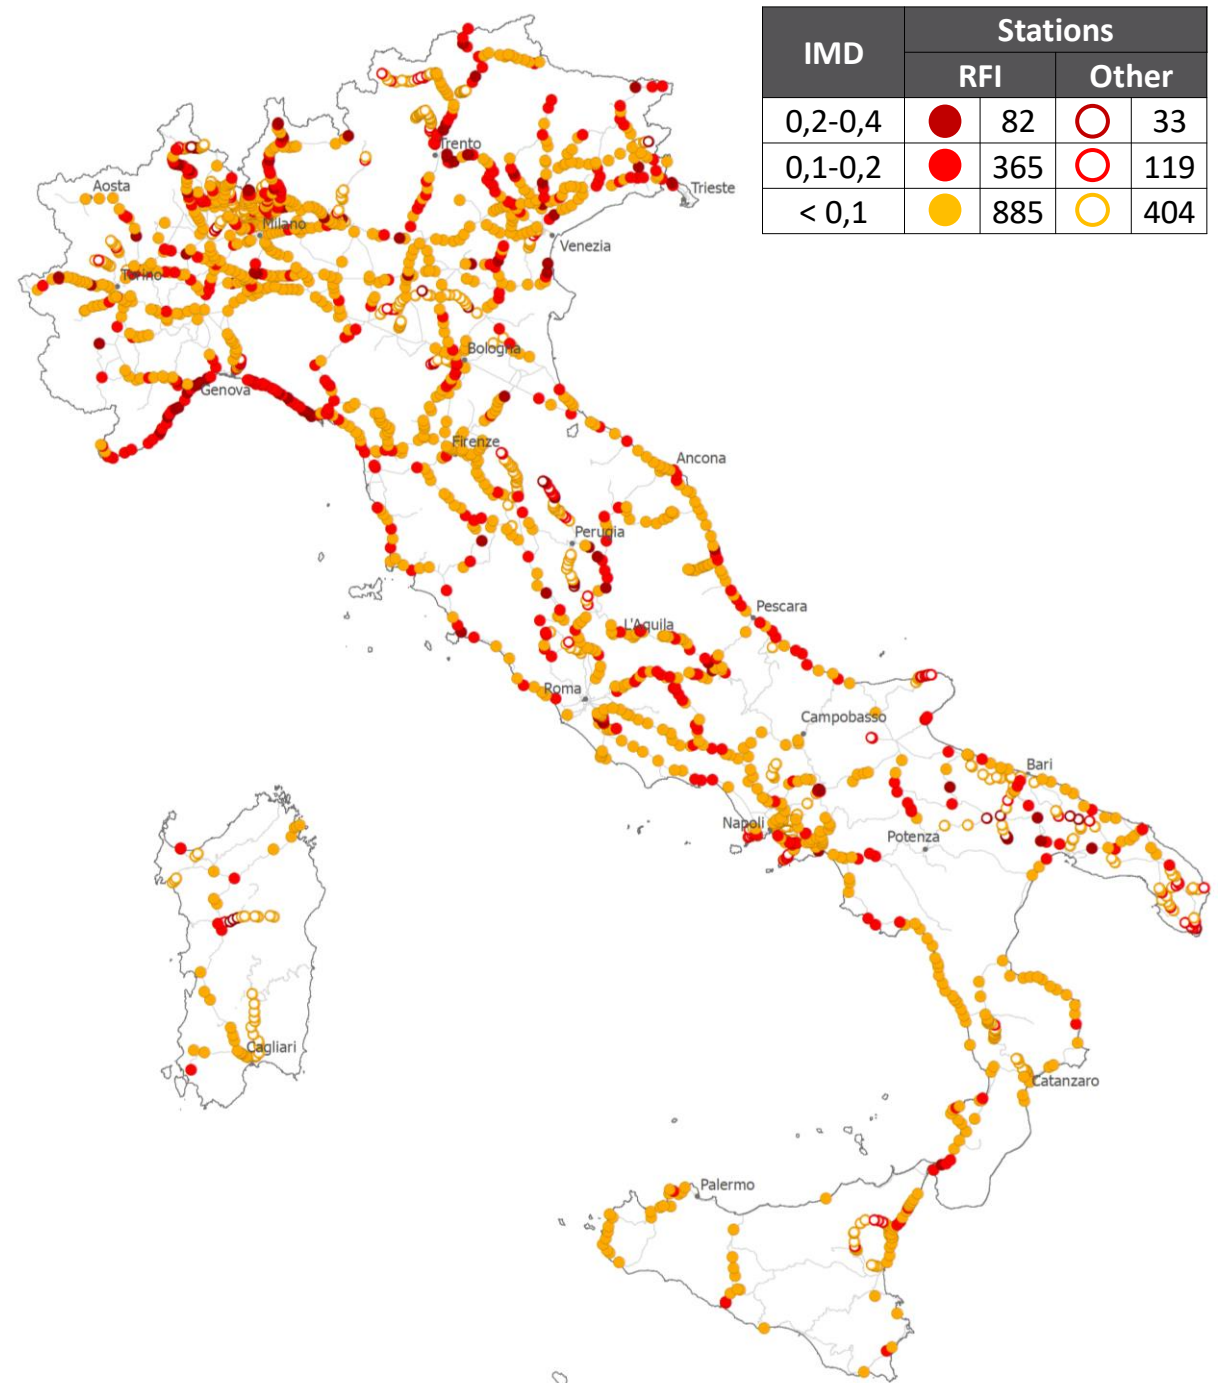 IMD Stations
RFI Other
0,2-0,4 82 33
0,1-0,2 365 119
< 0,1 885 404
Trento
Aosta
Trieste
Milano
Venezia
Torino
Bologna
Genova
Firenze
Ancona
Perugia
Pescara
L'Aquila
Roma
Campobasso
Bari
Napoli
Potenza
Cagliari
Catanzaro
Palermo